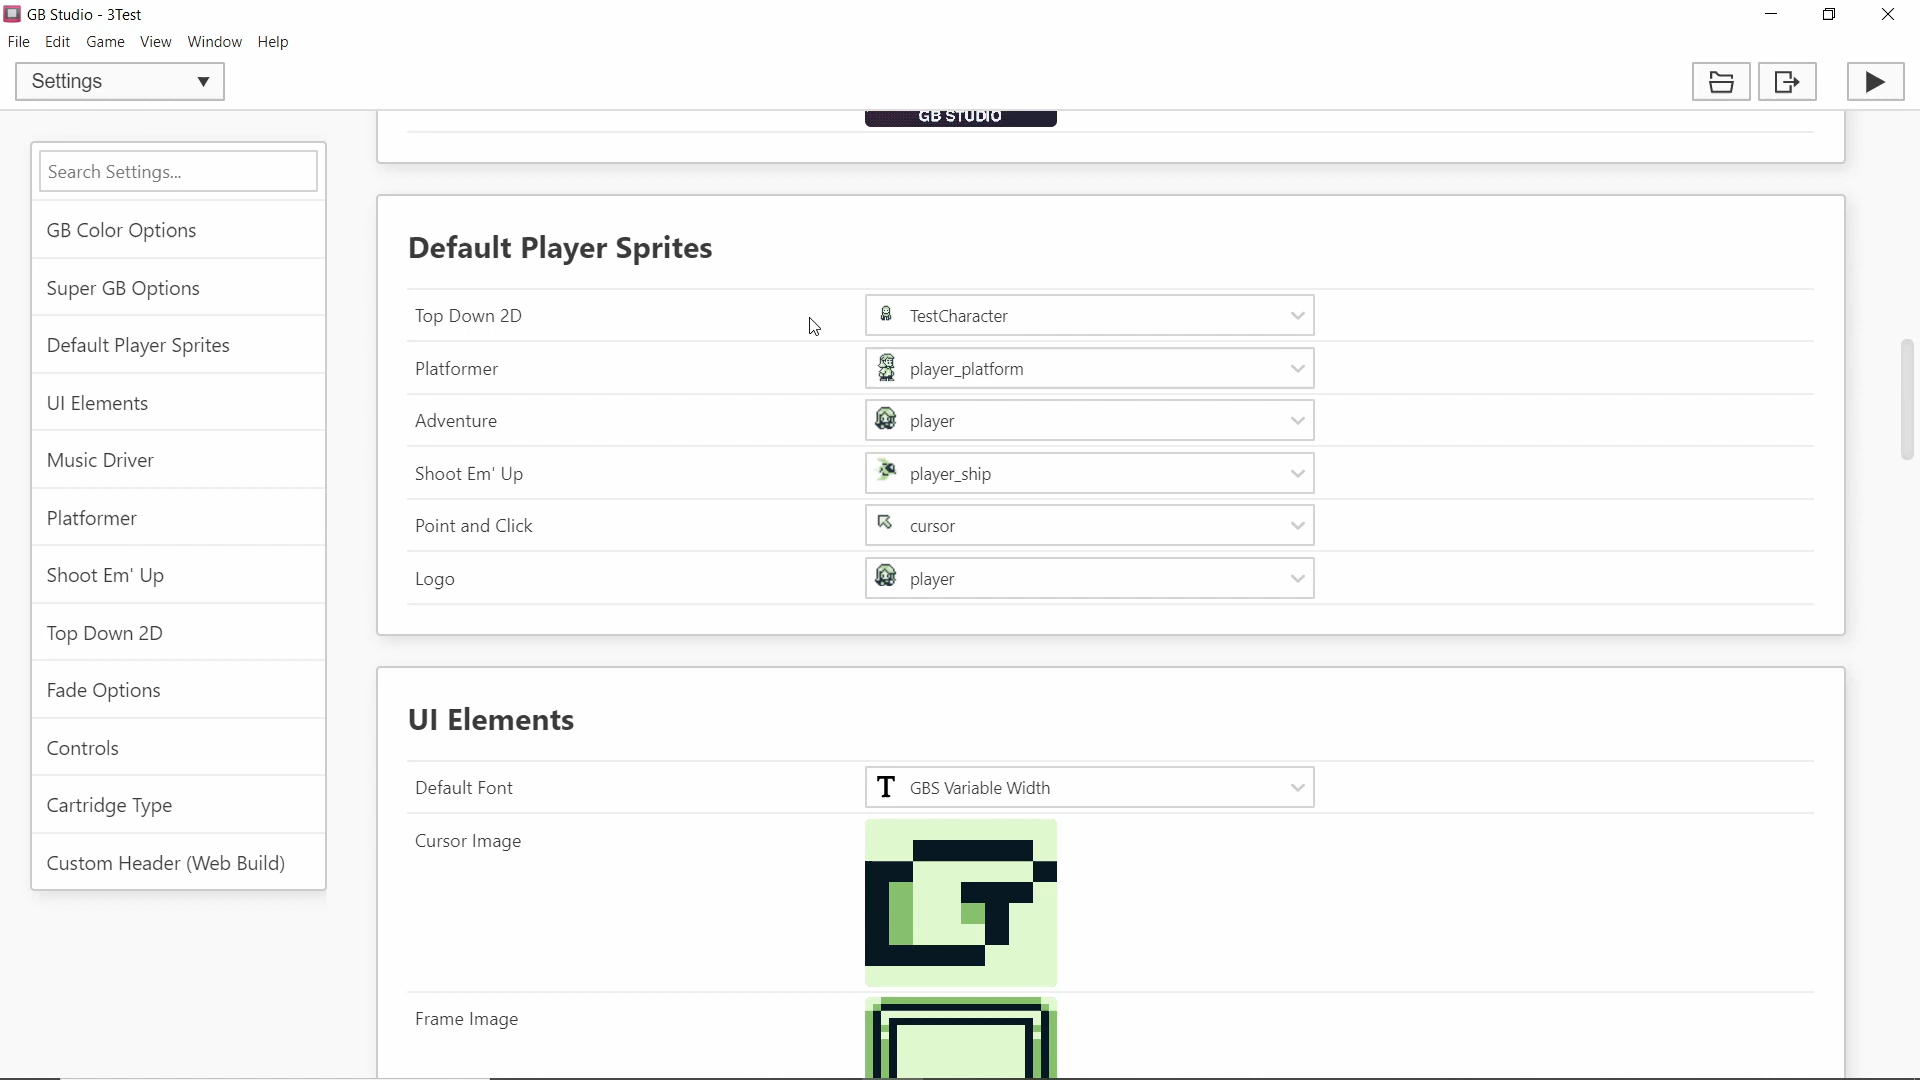 GB Studio - 3Test
File Edit Game View Window Help
Settings
GB STUDIO
Search Settings...
GB Color Options
Super GB Options
Default Player Sprites
UI Elements
Music Driver
Platformer
Shoot Em' Up
Top Down 2D
Fade Options
Controls
Cartridge Type
Custom Header (Web Build)
Default Player Sprites
Top Down 2D TestCharacter
Platformer player_platform
Adventure player
Shoot Em' Up player_ship
Point and Click cursor
Logo player
UI Elements
Default Font T GBS Variable Width
Cursor Image
Frame Image